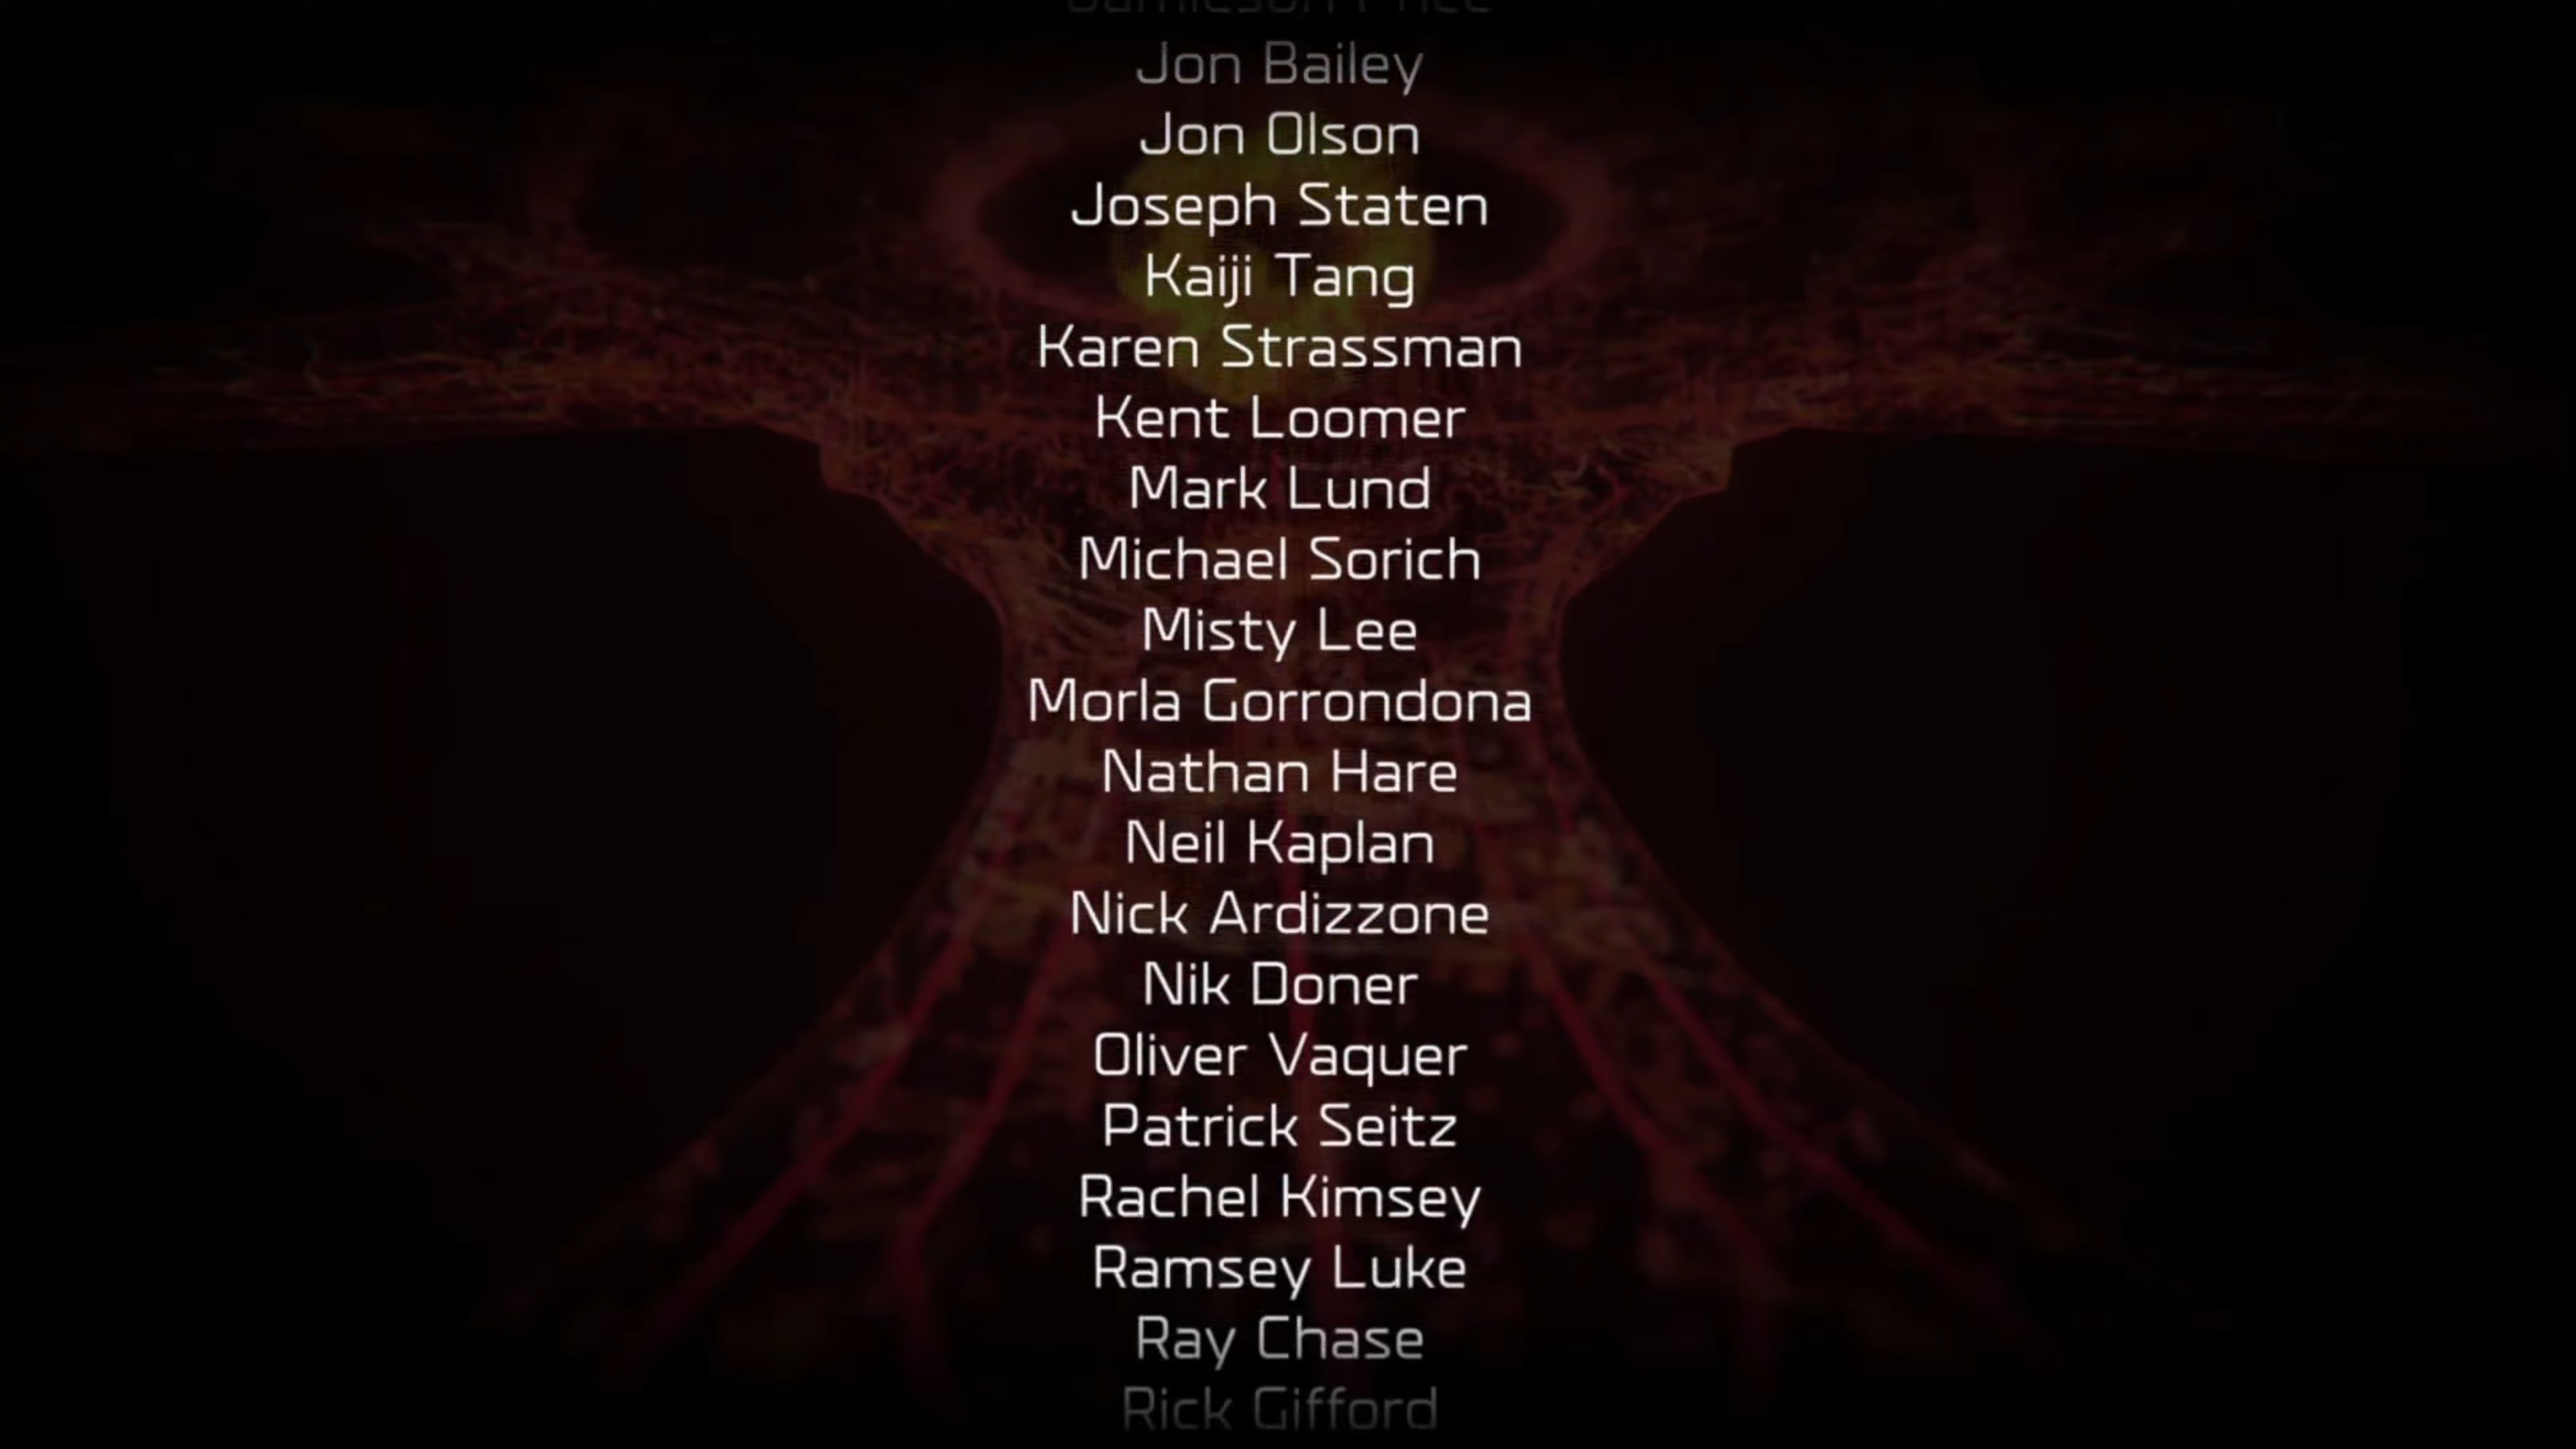 Jamieson Price
Jon Bailey
Jon Olson
Joseph Staten
Kaiji Tang
Karen Strassman
Kent Loomer
Mark Lund
Michael Sorich
Misty Lee
Morla Gorrondona
Nathan Hare
Neil Kaplan
Nick Ardizzone
Nik Doner
Oliver Vaquer
Patrick Seitz
Rachel Kimsey
Ramsey Luke
Ray Chase
Rick Gifford